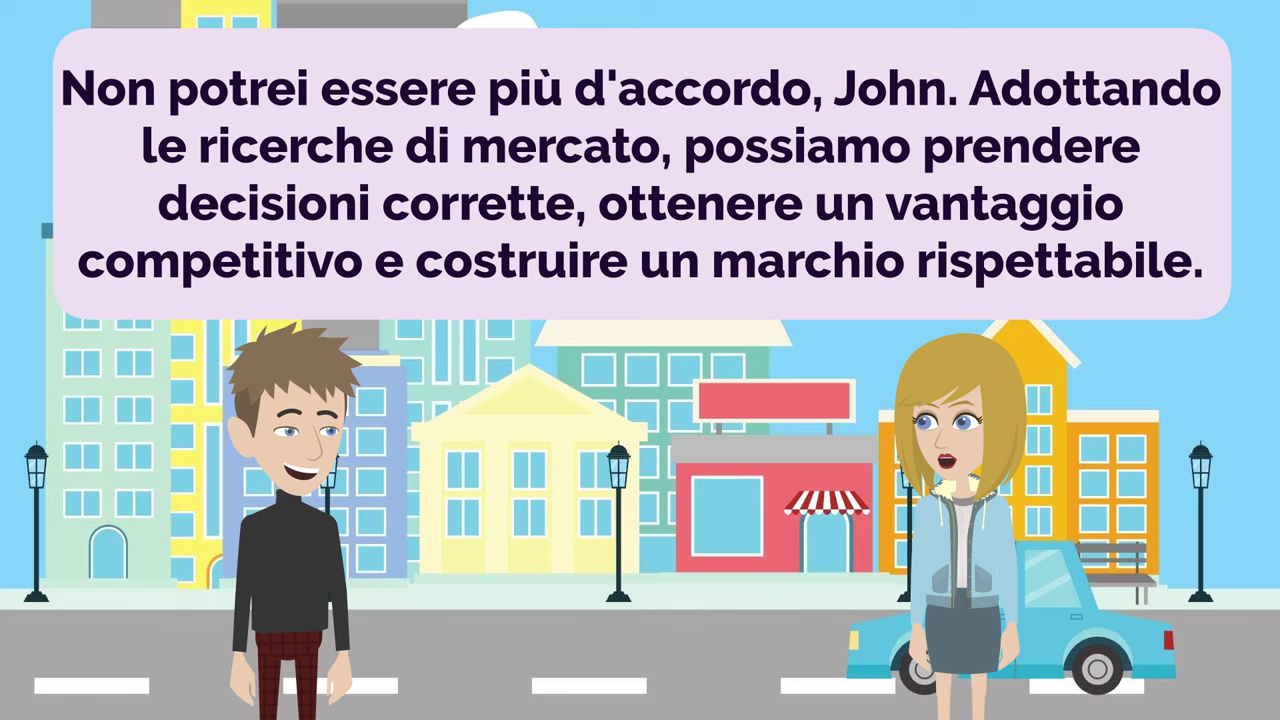 Non potrei essere più d'accordo, John. Adottando
le ricerche di mercato, possiamo prendere
decisioni corrette, ottenere un vantaggio
competitivo e costruire un marchio rispettabile.